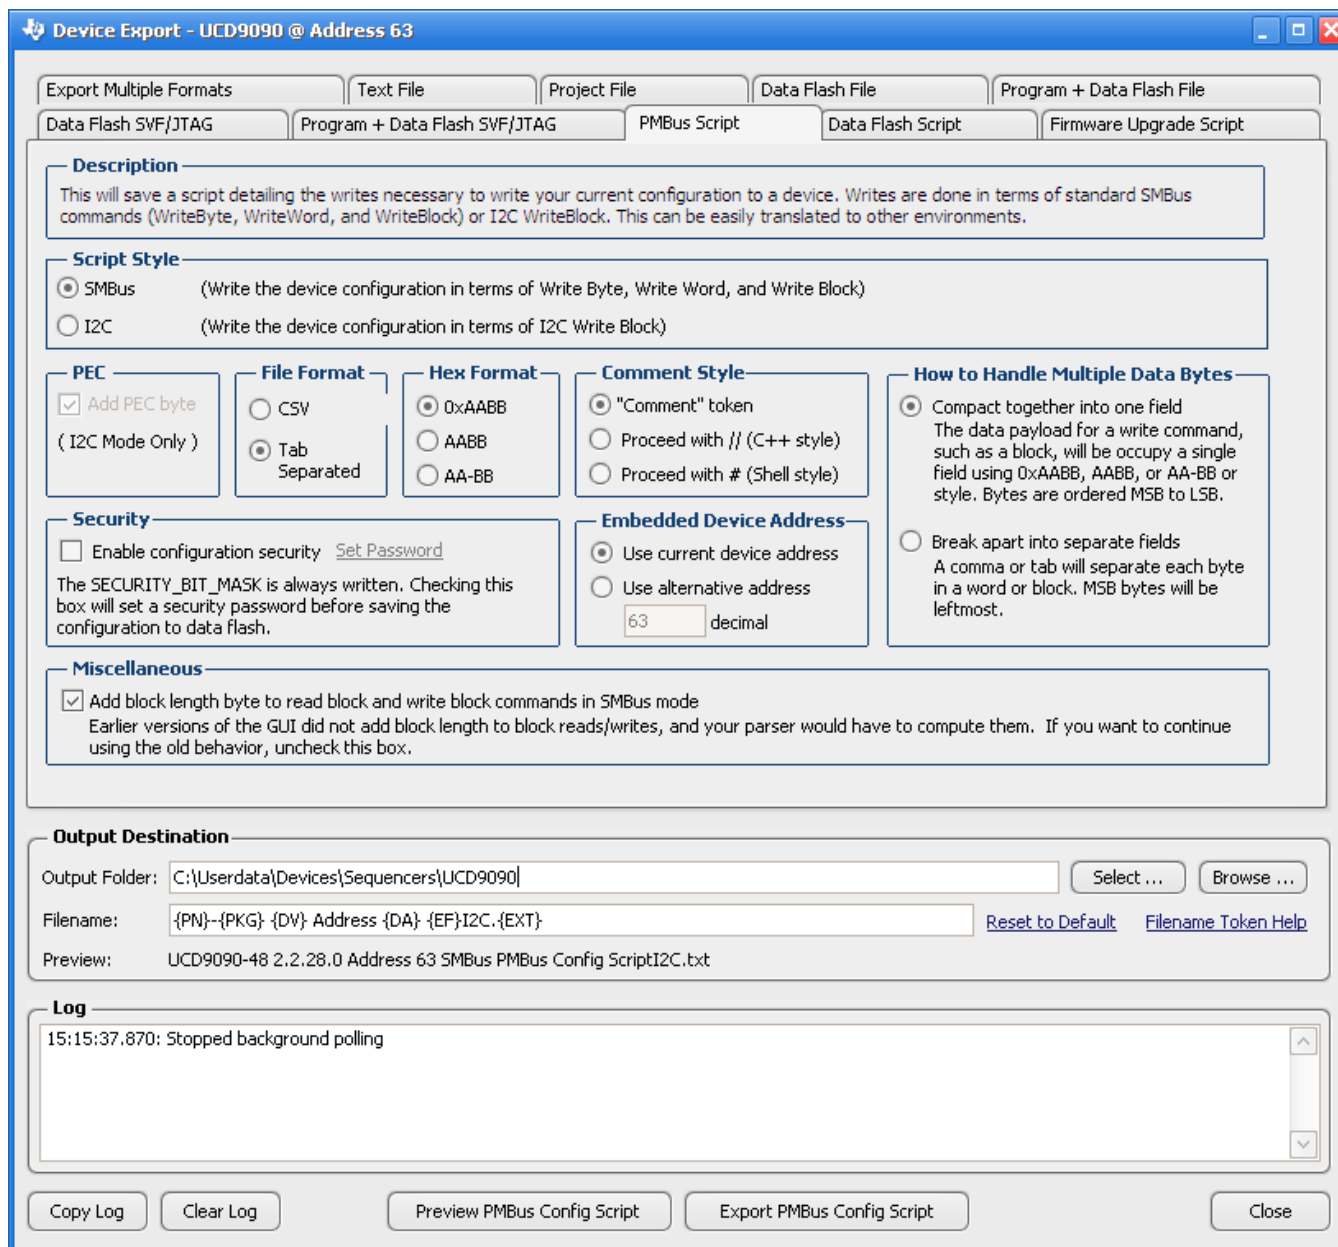 Device Export - UCD9090 @ Address 63
Export Multiple Formats
Text File
Project File
Data Flash File
Program + Data Flash File
Data Flash SVF/JTAG
Program + Data Flash SVF/JTAG
PMBus Script
Data Flash Script
Firmware Upgrade Script
Description
This will save a script detailing the writes necessary to write your current configuration to a device. Writes are done in terms of standard SMBus
commands (WriteByte, WriteWord, and WriteBlock) or I2C WriteBlock. This can be easily translated to other environments.
Script Style
SMBus (Write the device configuration in terms of Write Byte, Write Word, and Write Block)
I2C (Write the device configuration in terms of I2C Write Block)
PEC
Add PEC byte
( I2C Mode Only )
File Format
CSV
Tab
Separated
Hex Format
0xAABB
AABB
AA-BB
Comment Style
"Comment" token
Proceed with // (C++ style)
Proceed with # (Shell style)
How to Handle Multiple Data Bytes
Compact together into one field
The data payload for a write command,
such as a block, will be occupy a single
field using 0xAABB, AABB, or AA-BB or
style. Bytes are ordered MSB to LSB.
Break apart into separate fields
A comma or tab will separate each byte
in a word or block. MSB bytes will be
leftmost.
Security
Enable configuration security Set Password
The SECURITY_BIT_MASK is always written. Checking this
box will set a security password before saving the
configuration to data flash.
Embedded Device Address
Use current device address
Use alternative address
63 decimal
Miscellaneous
Add block length byte to read block and write block commands in SMBus mode
Earlier versions of the GUI did not add block length to block reads/writes, and your parser would have to compute them. If you want to continue
using the old behavior, uncheck this box.
Output Destination
Output Folder: C:\Userdata\Devices\Sequencers\UCD9090 Select ... Browse ...
Filename: {PN}-{PKG} {DV} Address {DA} {EF}I2C.{EXT} Reset to Default Filename Token Help
Preview: UCD9090-48 2.2.28.0 Address 63 SMBus PMBus Config ScriptI2C.txt
Log
15:15:37.870: Stopped background polling
Copy Log Clear Log Preview PMBus Config Script Export PMBus Config Script Close